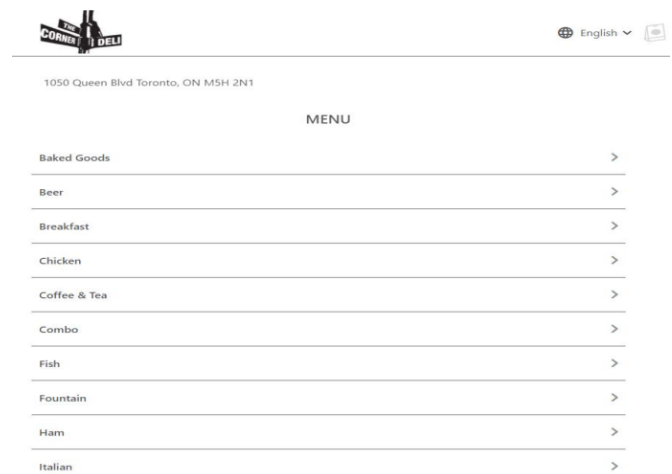 THE
CORNER DELI
English
1050 Queen Blvd Toronto, ON M5H 2N1
MENU
Baked Goods
Beer
Breakfast
Chicken
Coffee & Tea
Combo
Fish
Fountain
Ham
Italian